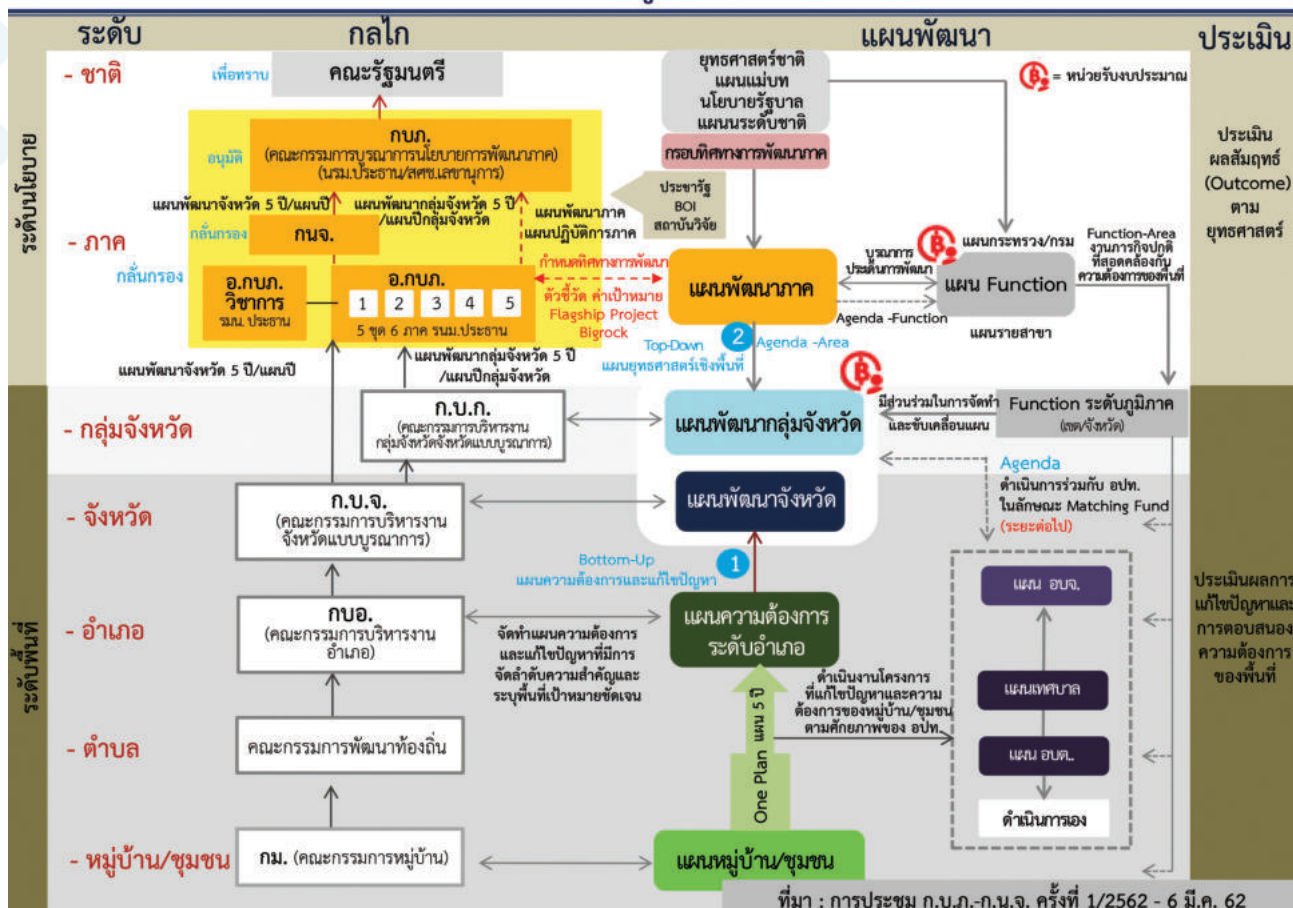 ระดับ
กลไก
แผนพัฒนา
ประเมิน
ระดับนโยบาย
- ชาติ
เพื่อทราบ
คณะรัฐมนตรี
ยุทธศาสตร์ชาติ
แผนแม่บท
นโยบายรัฐบาล
แผนนระดับชาติ
= หน่วยรับงบประมาณ
กรอบทิศทางการพัฒนาภาค
อนุมัติ
กบภ.
(คณะกรรมการบูรณาการนโยบายการพัฒนาภาค)
(นรม.ประธาน/สศช.เลขานุการ)
ประชารัฐ
BOI
สถาบันวิจัย
ประเมิน
ผลสัมฤทธ์
(Outcome)
ตาม
ยุทธศาสตร์
แผนพัฒนาจังหวัด 5 ปี/แผนปี
แผนพัฒนากลุ่มจังหวัด 5 ปี
/แผนปีกลุ่มจังหวัด
แผนพัฒนาภาค
แผนปฏิบัติการภาค
- ภาค
กลั่นกรอง
กนจ.
กลั่นกรอง
อ.กบภ.
วิชาการ
รมน. ประธาน
อ.กบภ.
1 2 3 4 5
5 ชุด 6 ภาค รนม.ประธาน
กำหนดทิศทางการพัฒนา
ตัวชี้วัด ค่าเป้าหมาย
Flagship Project
Bigrock
แผนพัฒนาภาค
บูรณาการ
ประเด็นการพัฒนา
Agenda -Function
แผนกระทรวง/กรม
แผน Function
แผนรายสาขา
Function-Area
งานภารกิจปกติ
ที่สอดคล้องกับ
ความต้องการของพื้นที่
แผนพัฒนาจังหวัด 5 ปี/แผนปี
แผนพัฒนากลุ่มจังหวัด 5 ปี
/แผนปีกลุ่มจังหวัด
Top-Down
แผนยุทธศาสตร์เชิงพื้นที่
2
Agenda -Area
- กลุ่มจังหวัด
ก.บ.ก.
(คณะกรรมการบริหารงาน
กลุ่มจังหวัดจังหวัดแบบบูรณาการ)
แผนพัฒนากลุ่มจังหวัด
มีส่วนร่วมในการจัดทำ
และขับเคลื่อนแผน
Function ระดับภูมิภาค
(เขต/จังหวัด)
ระดับพื้นที่
- จังหวัด
ก.บ.จ.
(คณะกรรมการบริหารงาน
จังหวัดแบบบูรณาการ)
แผนพัฒนาจังหวัด
Agenda
ดำเนินการร่วมกับ อปท.
ในลักษณะ Matching Fund
(ระยะต่อไป)
Bottom-Up
แผนความต้องการและแก้ไขปัญหา
1
แผน อบจ.
ประเมินผลการ
แก้ไขปัญหาและ
การตอบสนอง
ความต้องการ
ของพื้นที่
- อำเภอ
กบอ.
(คณะกรรมการบริหารงาน
อำเภอ)
จัดทำแผนความต้องการ
และแก้ไขปัญหาที่มีการ
จัดลำดับความสำคัญและ
ระบุพื้นที่เป้าหมายชัดเจน
แผนความต้องการ
ระดับอำเภอ
ดำเนินงานโครงการ
ที่แก้ไขปัญหาและความ
ต้องการของหมู่บ้าน/ชุมชน
ตามศักยภาพของ อปท.
แผนเทศบาล
One Plan แผน 5 ปี
- ตำบล
คณะกรรมการพัฒนาท้องถิ่น
แผน อบต..
ดำเนินการเอง
- หมู่บ้าน/ชุมชน
กม. (คณะกรรมการหมู่บ้าน)
แผนหมู่บ้าน/ชุมชน
ที่มา : การประชุม ก.บ.ภ.-ก.น.จ. ครั้งที่ 1/2562 - 6 มี.ค. 62